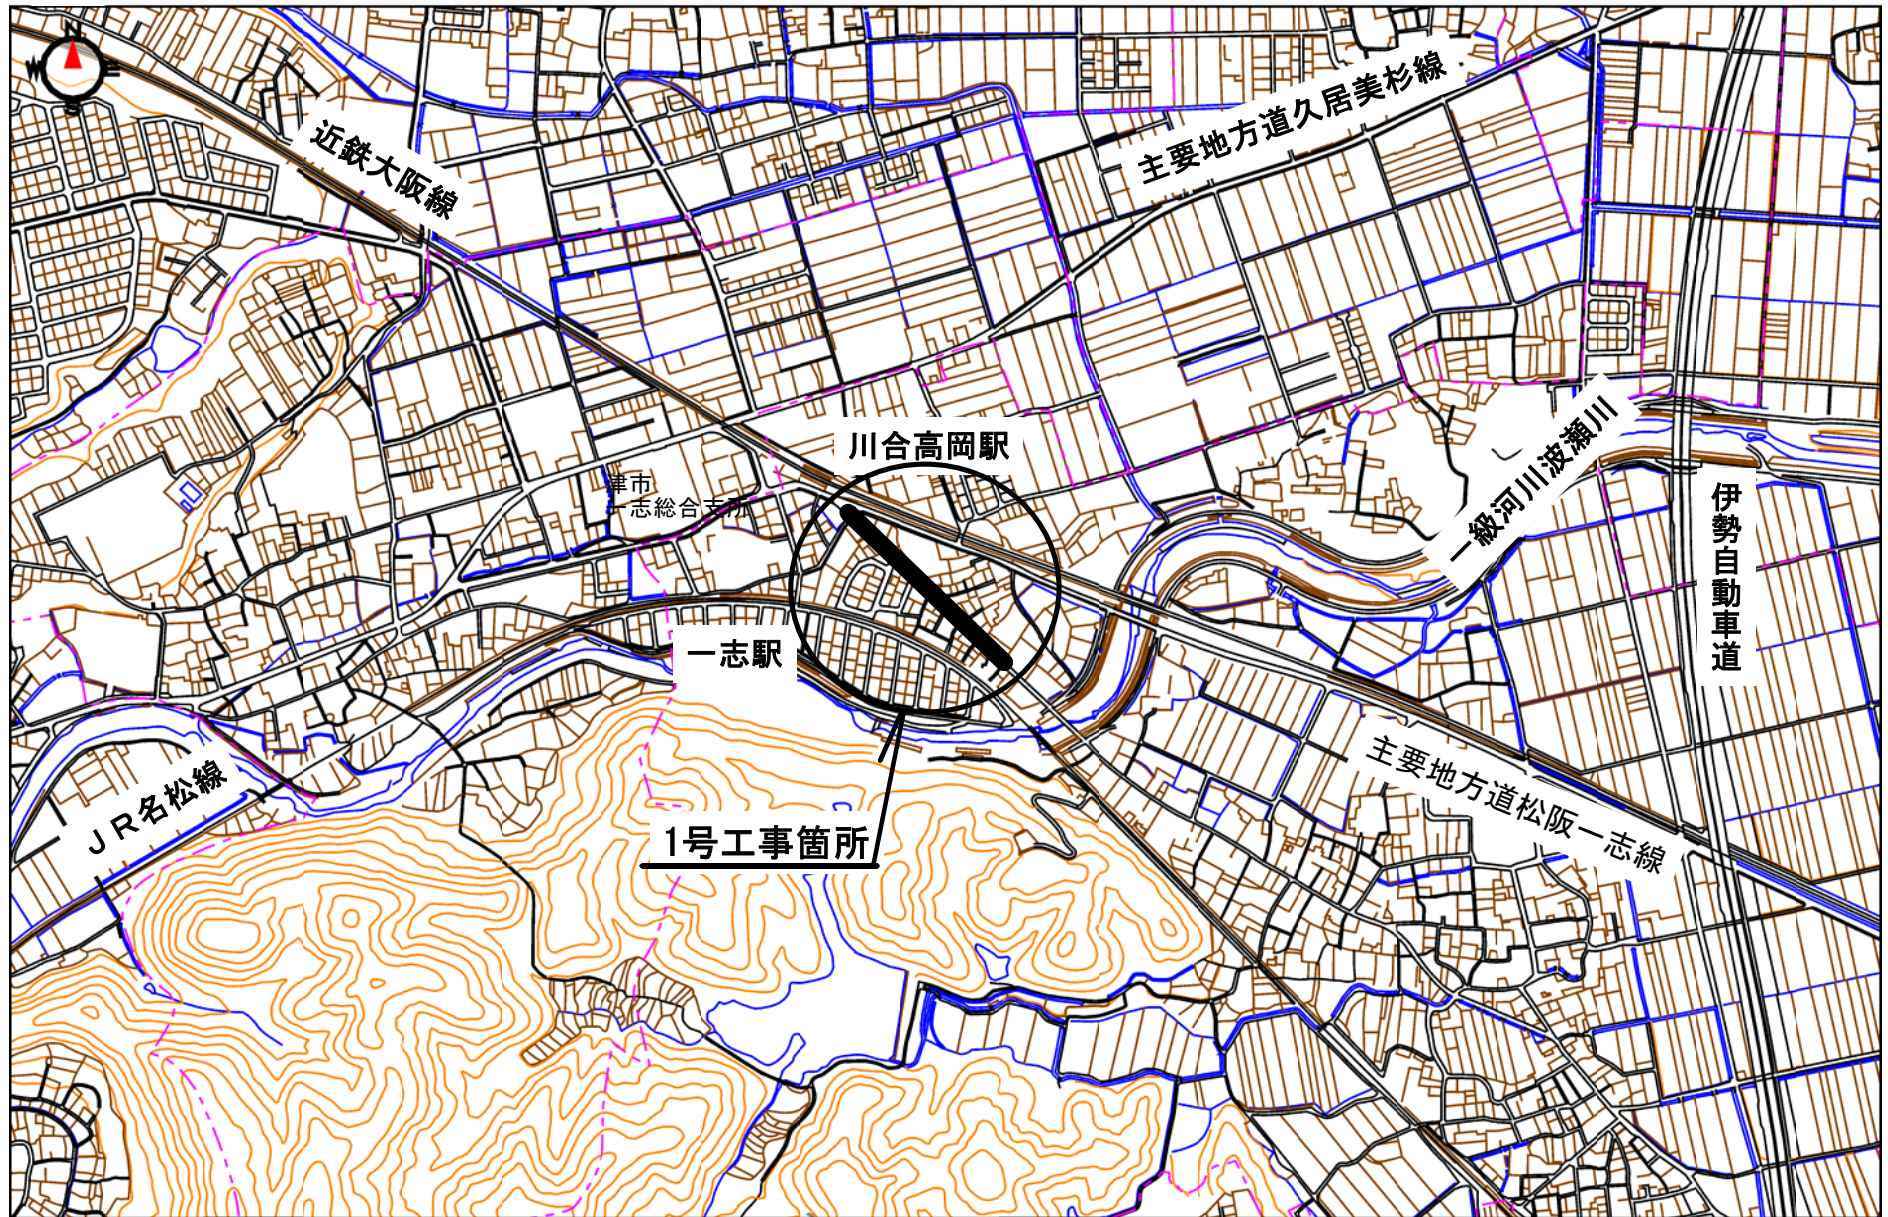 N
W
E
S
近鉄大阪線
主要地方道久居美杉線
川合高岡駅
津市
一志総合支所
一級河川波瀬川
伊勢自動車道
一志駅
主要地方道松阪一志線
JR名松線
1号工事箇所